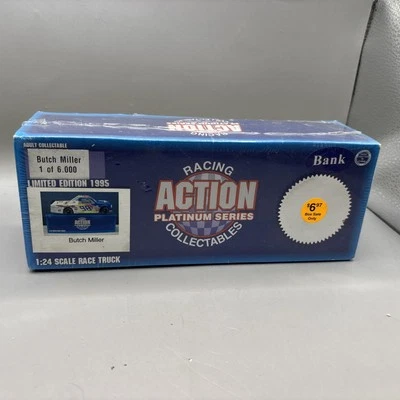 ADULT COLLECTABLE
Butch Miller
1 of 6,000
LIMITED EDITION 1995
Butch Miller
1:24 SCALE RACE TRUCK
RACING
ACTION
PLATINUM SERIES
COLLECTABLES
Bank
$6.97
Only